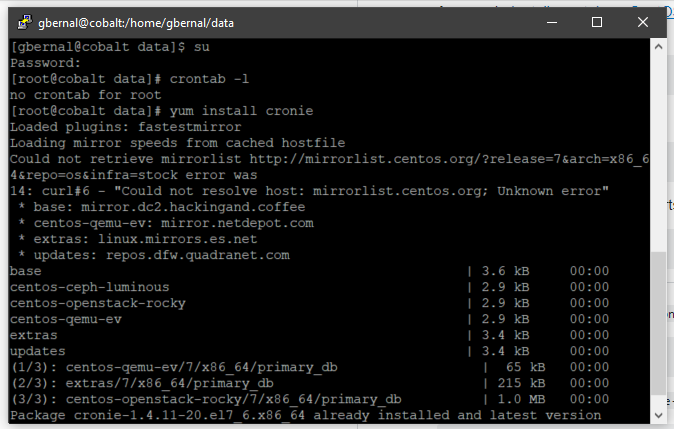 gbernal@cobalt:/home/gbernal/data
[gbernal@cobalt data]$ su
Password:
[root@cobalt data]# crontab -l
no crontab for root
[root@cobalt data]# yum install cronie
Loaded plugins: fastestmirror
Loading mirror speeds from cached hostfile
Could not retrieve mirrorlist http://mirrorlist.centos.org/?release=7&arch=x86_6
4&repo=os&infra=stock error was
14: curl#6 - "Could not resolve host: mirrorlist.centos.org; Unknown error"
* base: mirror.dc2.hackingand.coffee
* centos-qemu-ev: mirror.netdepot.com
* extras: linux.mirrors.es.net
* updates: repos.dfw.quadranet.com
base | 3.6 kB 00:00
centos-ceph-luminous | 2.9 kB 00:00
centos-openstack-rocky | 2.9 kB 00:00
centos-qemu-ev | 2.9 kB 00:00
extras | 3.4 kB 00:00
updates | 3.4 kB 00:00
(1/3): centos-qemu-ev/7/x86_64/primary_db | 65 kB 00:00
(2/3): extras/7/x86_64/primary_db | 215 kB 00:00
(3/3): centos-openstack-rocky/7/x86_64/primary_db | 1.0 MB 00:00
Package cronie-1.4.11-20.el7_6.x86_64 already installed and latest version